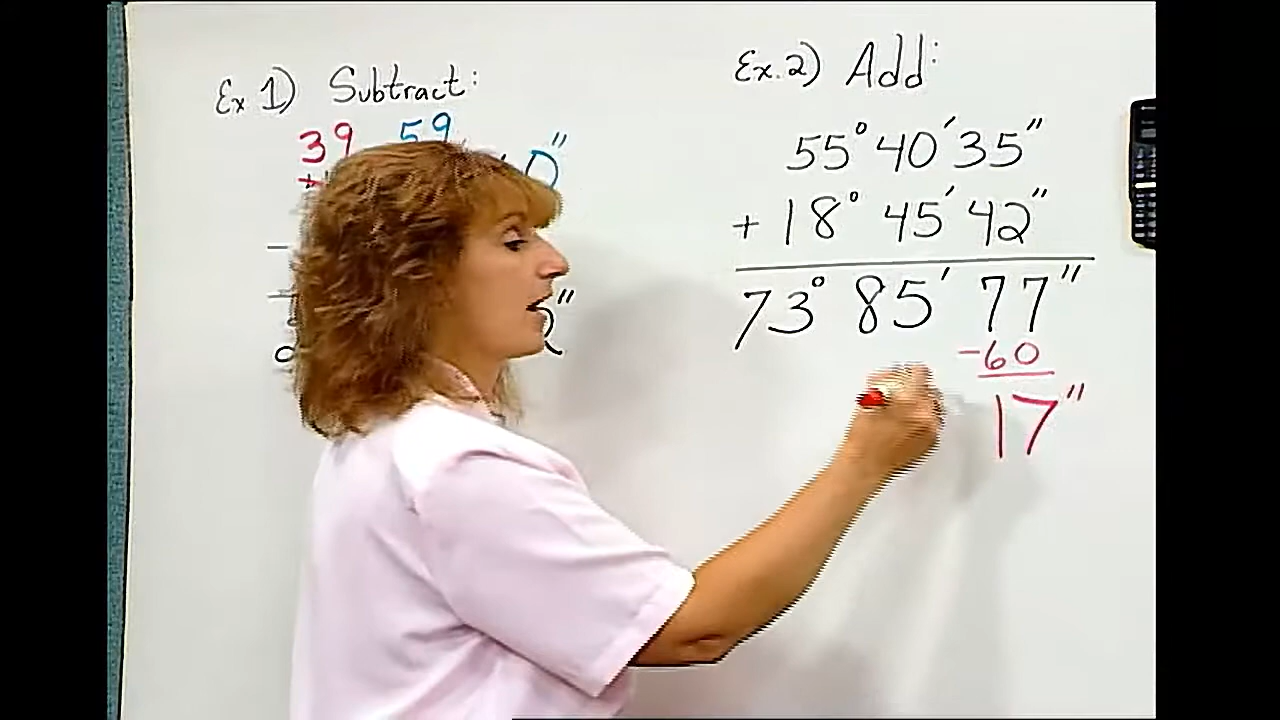 Ex 1) Subtract:
39 59
0"
"
Ex. 2) Add:
55° 40' 35"
+ 18° 45' 42"
73° 85' 77"
-60
17"